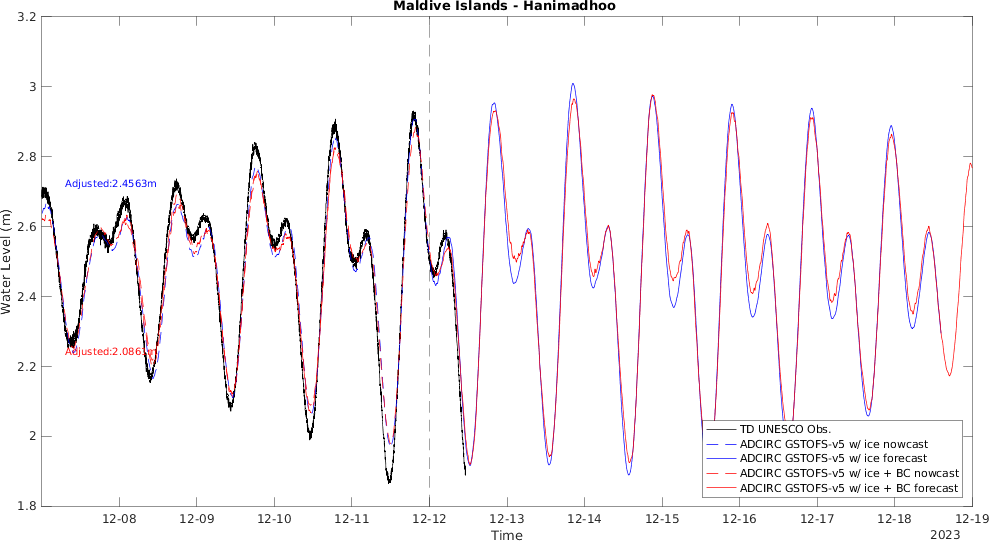 Maldive Islands - Hanimadhoo
3.2
3
2.8
2.6
2.4
2.2
2
1.8
Water Level (m)
Adjusted:2.4563m
TD UNESCO Obs.
ADCIRC GSTOFS-v5 w/ ice nowcast
ADCIRC GSTOFS-v5 w/ ice forecast
ADCIRC GSTOFS-v5 w/ ice + BC nowcast
ADCIRC GSTOFS-v5 w/ ice + BC forecast
12-08
12-09
12-10
12-11
12-12
12-13
12-14
12-15
12-16
12-17
12-18
12-19
Time
2023